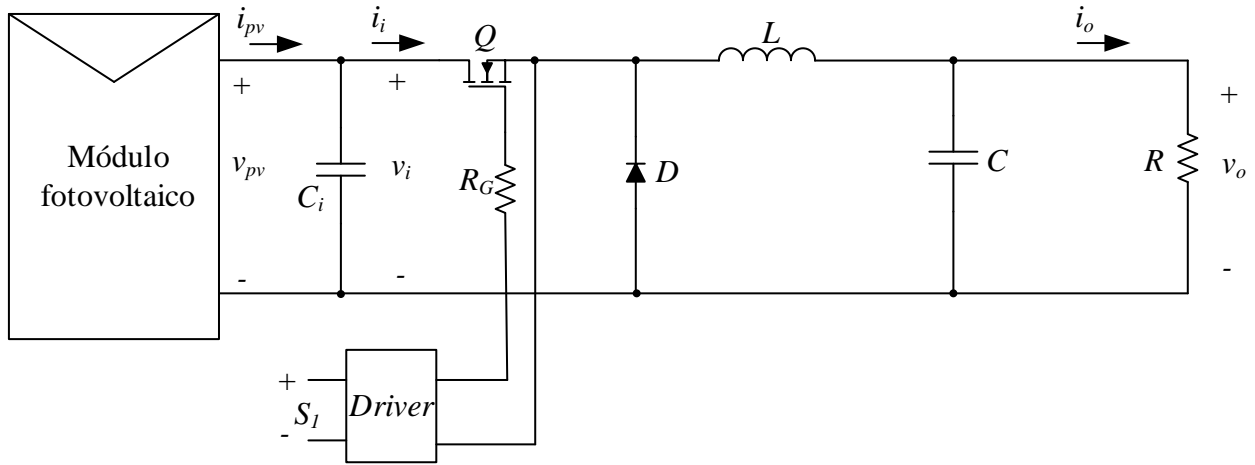 i_pv
i_i
Q
L
i_o
+
+
+
Módulo
fotovoltaico
v_pv
C_i
v_i
R_G
D
C
R
v_o
-
-
-
+
S_1
-
Driver